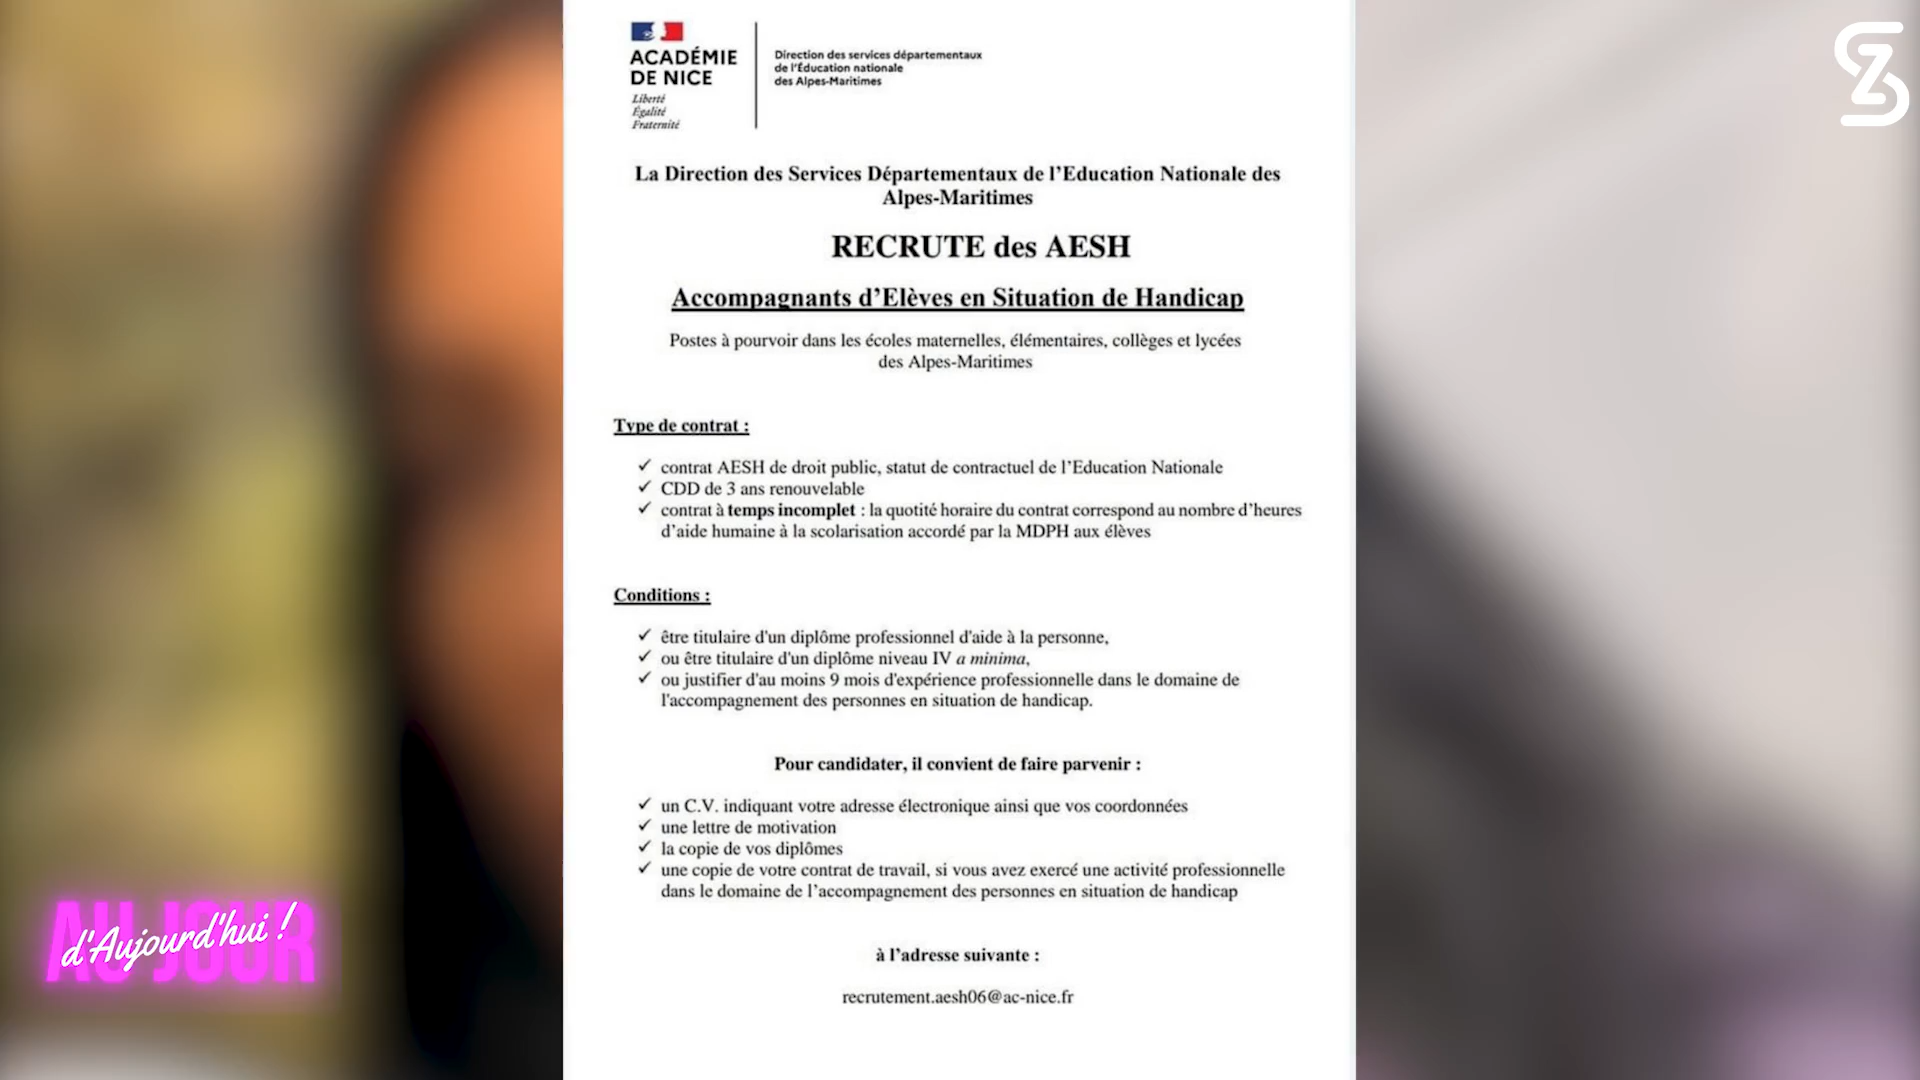 ACADÉMIE
DE NICE
Liberté
Égalité
Fraternité
Direction des services départementaux
de l'Éducation nationale
des Alpes-Maritimes
La Direction des Services Départementaux de l'Education Nationale des
Alpes-Maritimes
RECRUTE des AESH
Accompagnants d'Elèves en Situation de Handicap
Postes à pourvoir dans les écoles maternelles, élémentaires, collèges et lycées
des Alpes-Maritimes
Type de contrat :
✓ contrat AESH de droit public, statut de contractuel de l'Education Nationale
✓ CDD de 3 ans renouvelable
✓ contrat à temps incomplet : la quotité horaire du contrat correspond au nombre d'heures
d'aide humaine à la scolarisation accordé par la MDPH aux élèves
Conditions :
✓ être titulaire d'un diplôme professionnel d'aide à la personne,
✓ ou être titulaire d'un diplôme niveau IV a minima,
✓ ou justifier d'au moins 9 mois d'expérience professionnelle dans le domaine de
l'accompagnement des personnes en situation de handicap.
Pour candidater, il convient de faire parvenir :
✓ un C.V. indiquant votre adresse électronique ainsi que vos coordonnées
✓ une lettre de motivation
✓ la copie de vos diplômes
✓ une copie de votre contrat de travail, si vous avez exercé une activité professionnelle
dans le domaine de l'accompagnement des personnes en situation de handicap
à l'adresse suivante :
recrutement.aesh06@ac-nice.fr
AU JOUR
d'Aujourd'hui !